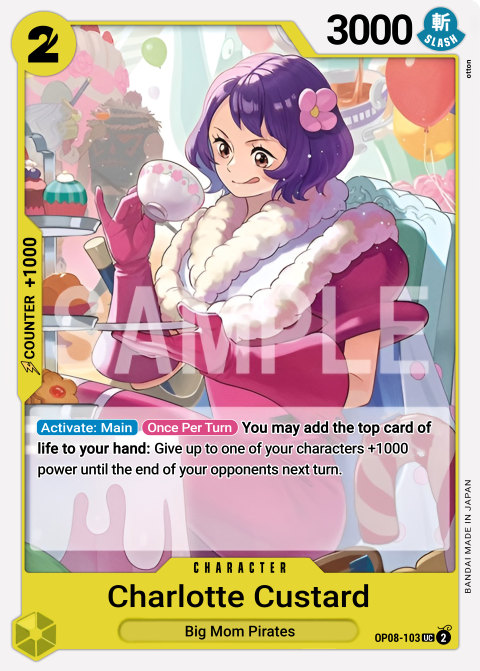 2
3000
斬
SLASH
otton
COUNTER +1000
SAMPLE
Activate: Main Once Per Turn You may add the top card of
life to your hand: Give up to one of your characters +1000
power until the end of your opponents next turn.
BANDAI MADE IN JAPAN
CHARACTER
Charlotte Custard
Big Mom Pirates
OP08-103 UC 2